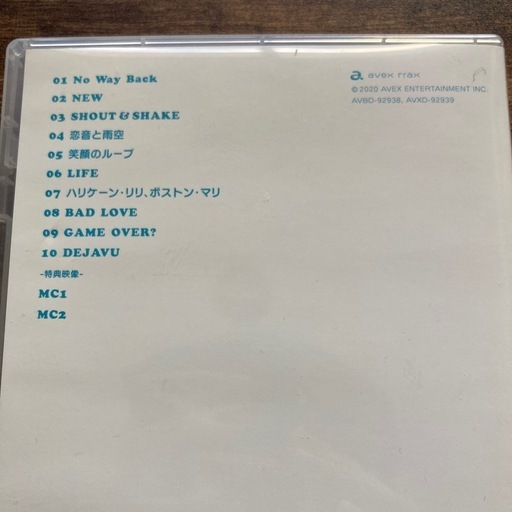 01 No Way Back
02 NEW
03 SHOUT & SHAKE
04 恋音と雨空
05 笑顔のループ
06 LIFE
07 ハリケーン・リリ、ボストン・マリ
08 BAD LOVE
09 GAME OVER?
10 DEJAVU
-特典映像-
MC1
MC2
a avex trax
© 2020 AVEX ENTERTAINMENT INC.
AVBD-92938, AVXD-92939